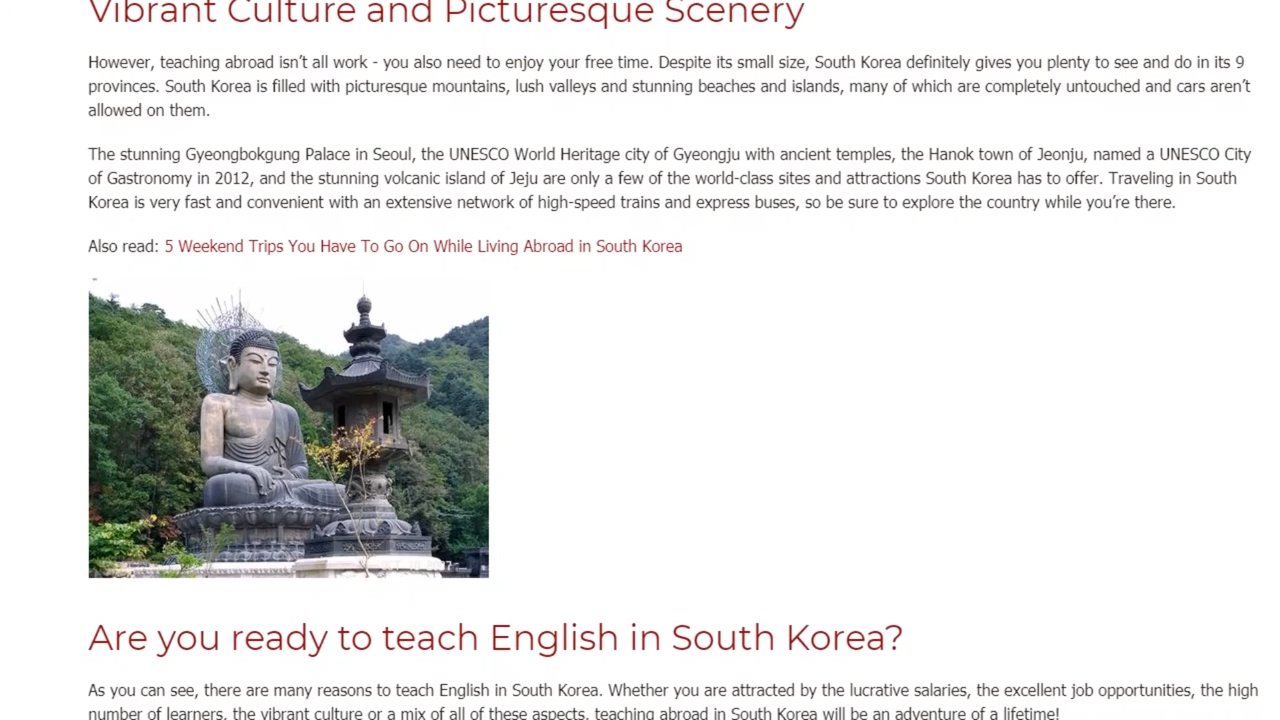 Vibrant Culture and Picturesque Scenery
However, teaching abroad isn’t all work - you also need to enjoy your free time. Despite its small size, South Korea definitely gives you plenty to see and do in its 9
provinces. South Korea is filled with picturesque mountains, lush valleys and stunning beaches and islands, many of which are completely untouched and cars aren’t
allowed on them.
The stunning Gyeongbokgung Palace in Seoul, the UNESCO World Heritage city of Gyeongju with ancient temples, the Hanok town of Jeonju, named a UNESCO City
of Gastronomy in 2012, and the stunning volcanic island of Jeju are only a few of the world-class sites and attractions South Korea has to offer. Traveling in South
Korea is very fast and convenient with an extensive network of high-speed trains and express buses, so be sure to explore the country while you’re there.
Also read: 5 Weekend Trips You Have To Go On While Living Abroad in South Korea
Are you ready to teach English in South Korea?
As you can see, there are many reasons to teach English in South Korea. Whether you are attracted by the lucrative salaries, the excellent job opportunities, the high
number of learners, the vibrant culture or a mix of all of these aspects, teaching abroad in South Korea will be an adventure of a lifetime!